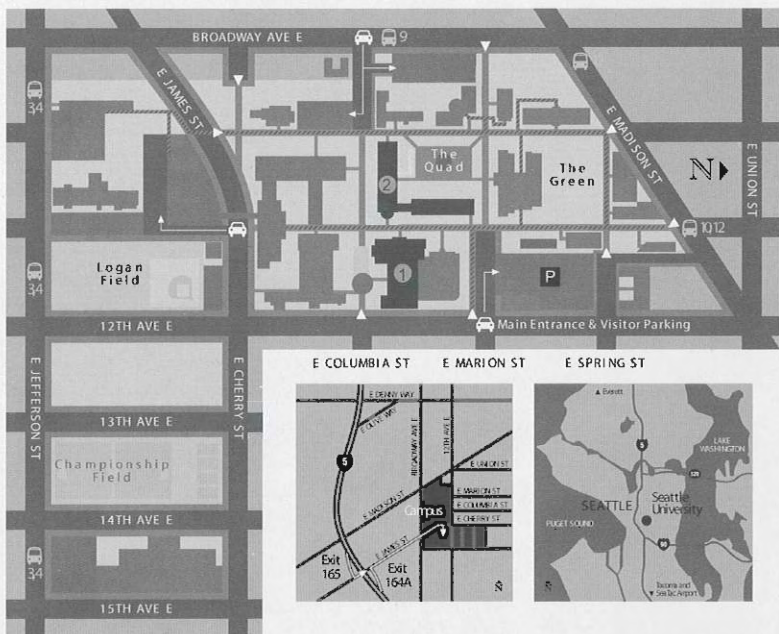 BROADWAY AVE E
9
E JAMES ST
34
E MADISON ST
E UNION ST
The Quad
The Green
N
2
10 12
1
Logan Field
P
34
12TH AVE E
Main Entrance & Visitor Parking
E JEFFERSON ST
E CHERRY ST
E COLUMBIA ST
E MARION ST
E SPRING ST
13TH AVE E
Championship Field
14TH AVE E
34
15TH AVE E
E DENNY WAY
E OLIVE WAY
BROADWAY AVE E
12TH AVE E
5
E UNION ST
E MADISON ST
E MARION ST
E COLUMBIA ST
E CHERRY ST
Campus
E JAMES ST
Exit 165
Exit 164A
N
Everett
5
LAKE WASHINGTON
520
SEATTLE
Seattle University
PUGET SOUND
90
Tacoma and
SeaTac Airport
N